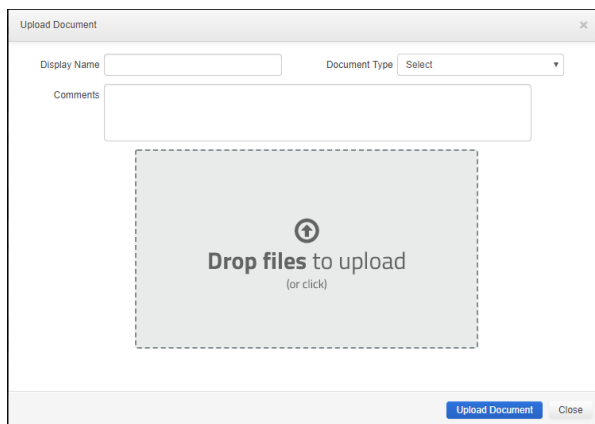 Upload Document ×
Display Name Document Type Select
Comments
Drop files to upload
(or click)
Upload Document Close